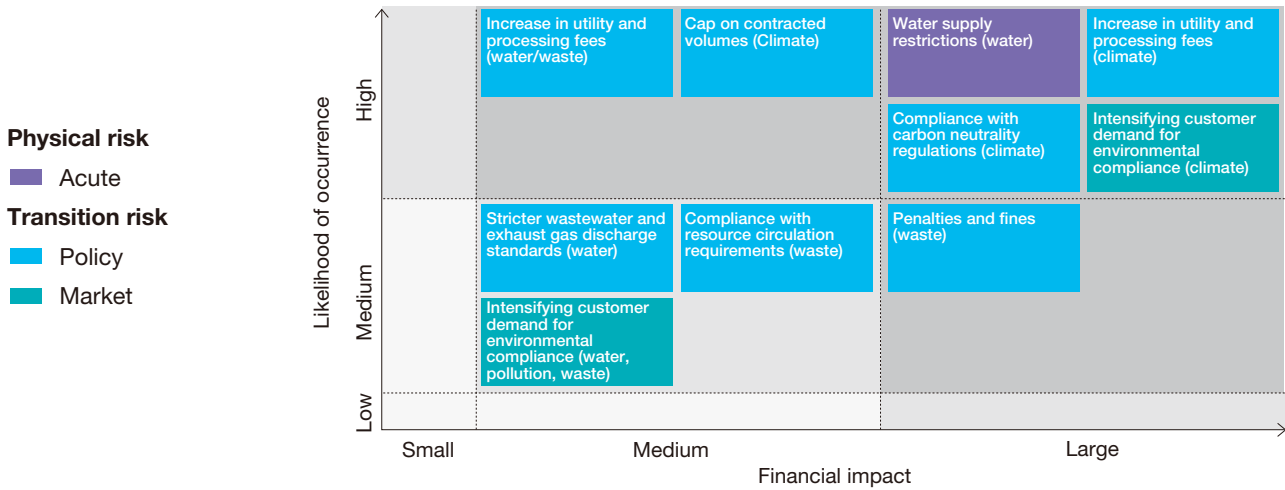 Physical risk
Acute
Transition risk
Policy
Market
Likelihood of occurrence
High
Medium
Low
Increase in utility and
processing fees
(water/waste)
Cap on contracted
volumes (Climate)
Water supply
restrictions (water)
Increase in utility and
processing fees
(climate)
Compliance with
carbon neutrality
regulations (climate)
Intensifying customer
demand for
environmental
compliance (climate)
Stricter wastewater and
exhaust gas discharge
standards (water)
Compliance with
resource circulation
requirements (waste)
Penalties and fines
(waste)
Intensifying customer
demand for
environmental
compliance (water,
pollution, waste)
Small
Medium
Large
Financial impact